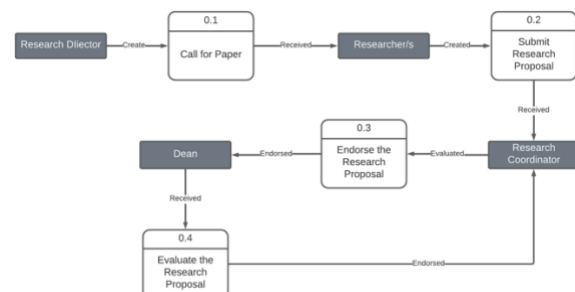 0.1
0.2
Research DIiector
Create
Call for Paper
Received
Researcher/s
Created
Submit
Research
Proposal
Received
0.3
Dean
Endorsed
Endorse the
Research
Proposal
Evaluated
Research
Coordinator
Received
0.4
Evaluate the
Research
Proposal
Endorsed